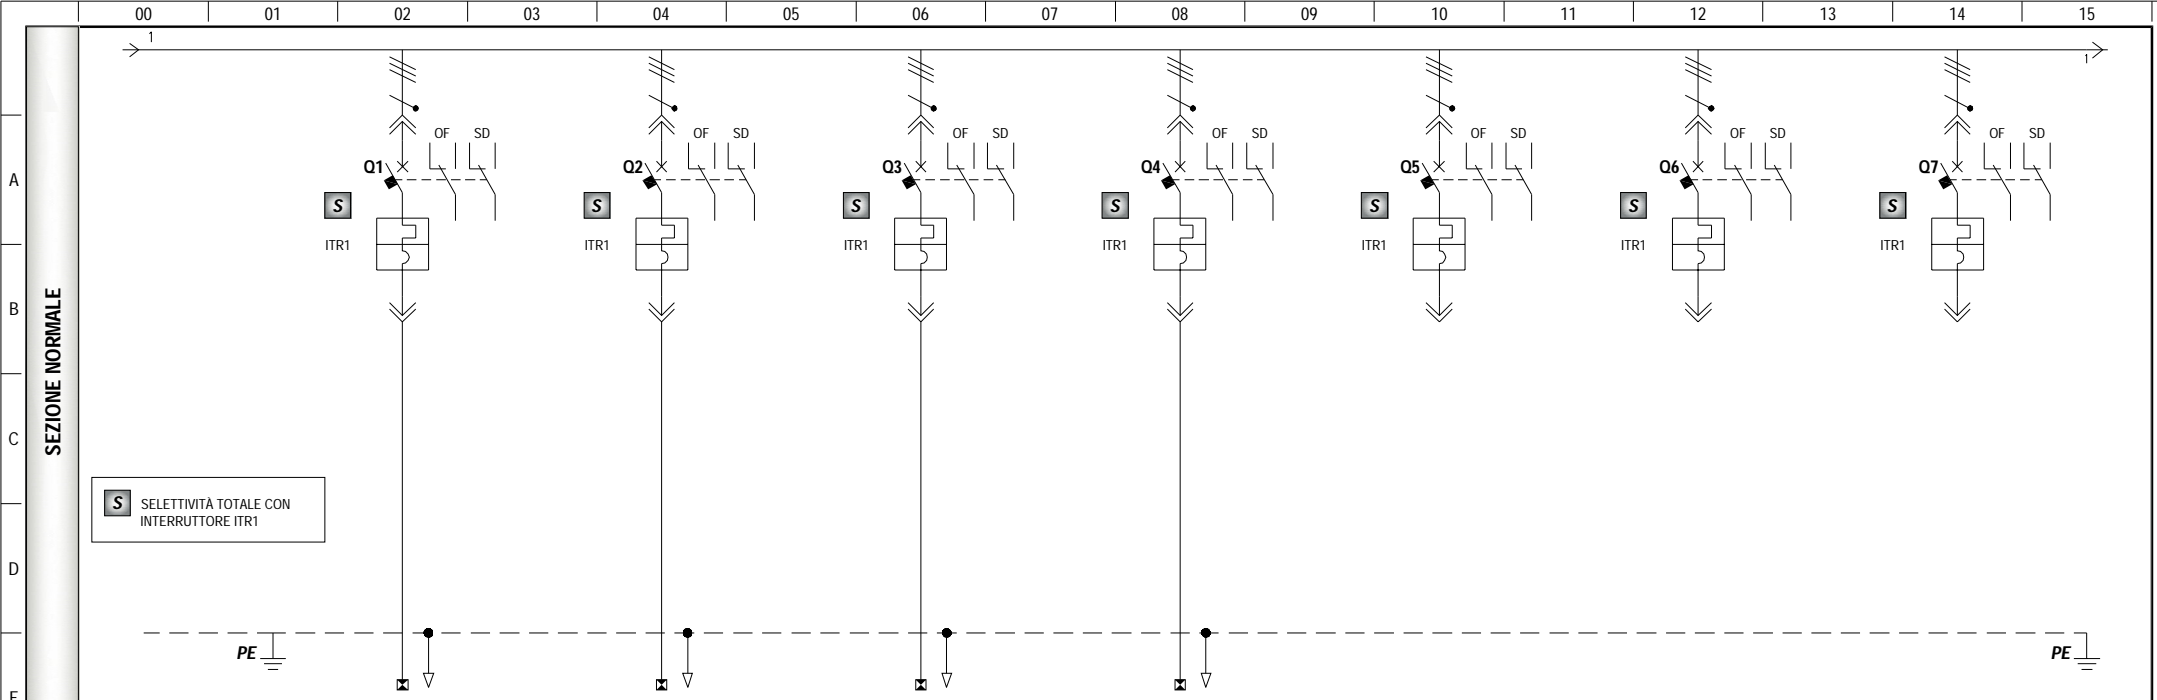 00 01 02 03 04 05 06 07 08 09 10 11 12 13 14 15
1
1
OF SD OF SD OF SD OF SD OF SD OF SD OF SD
Q1 Q2 Q3 Q4 Q5 Q6 Q7
A
S S S S S S S
ITR1 ITR1 ITR1 ITR1 ITR1 ITR1 ITR1
B
SEZIONE NORMALE
C
S SELETTIVITÀ TOTALE CON
INTERRUTTORE ITR1
D
PE PE